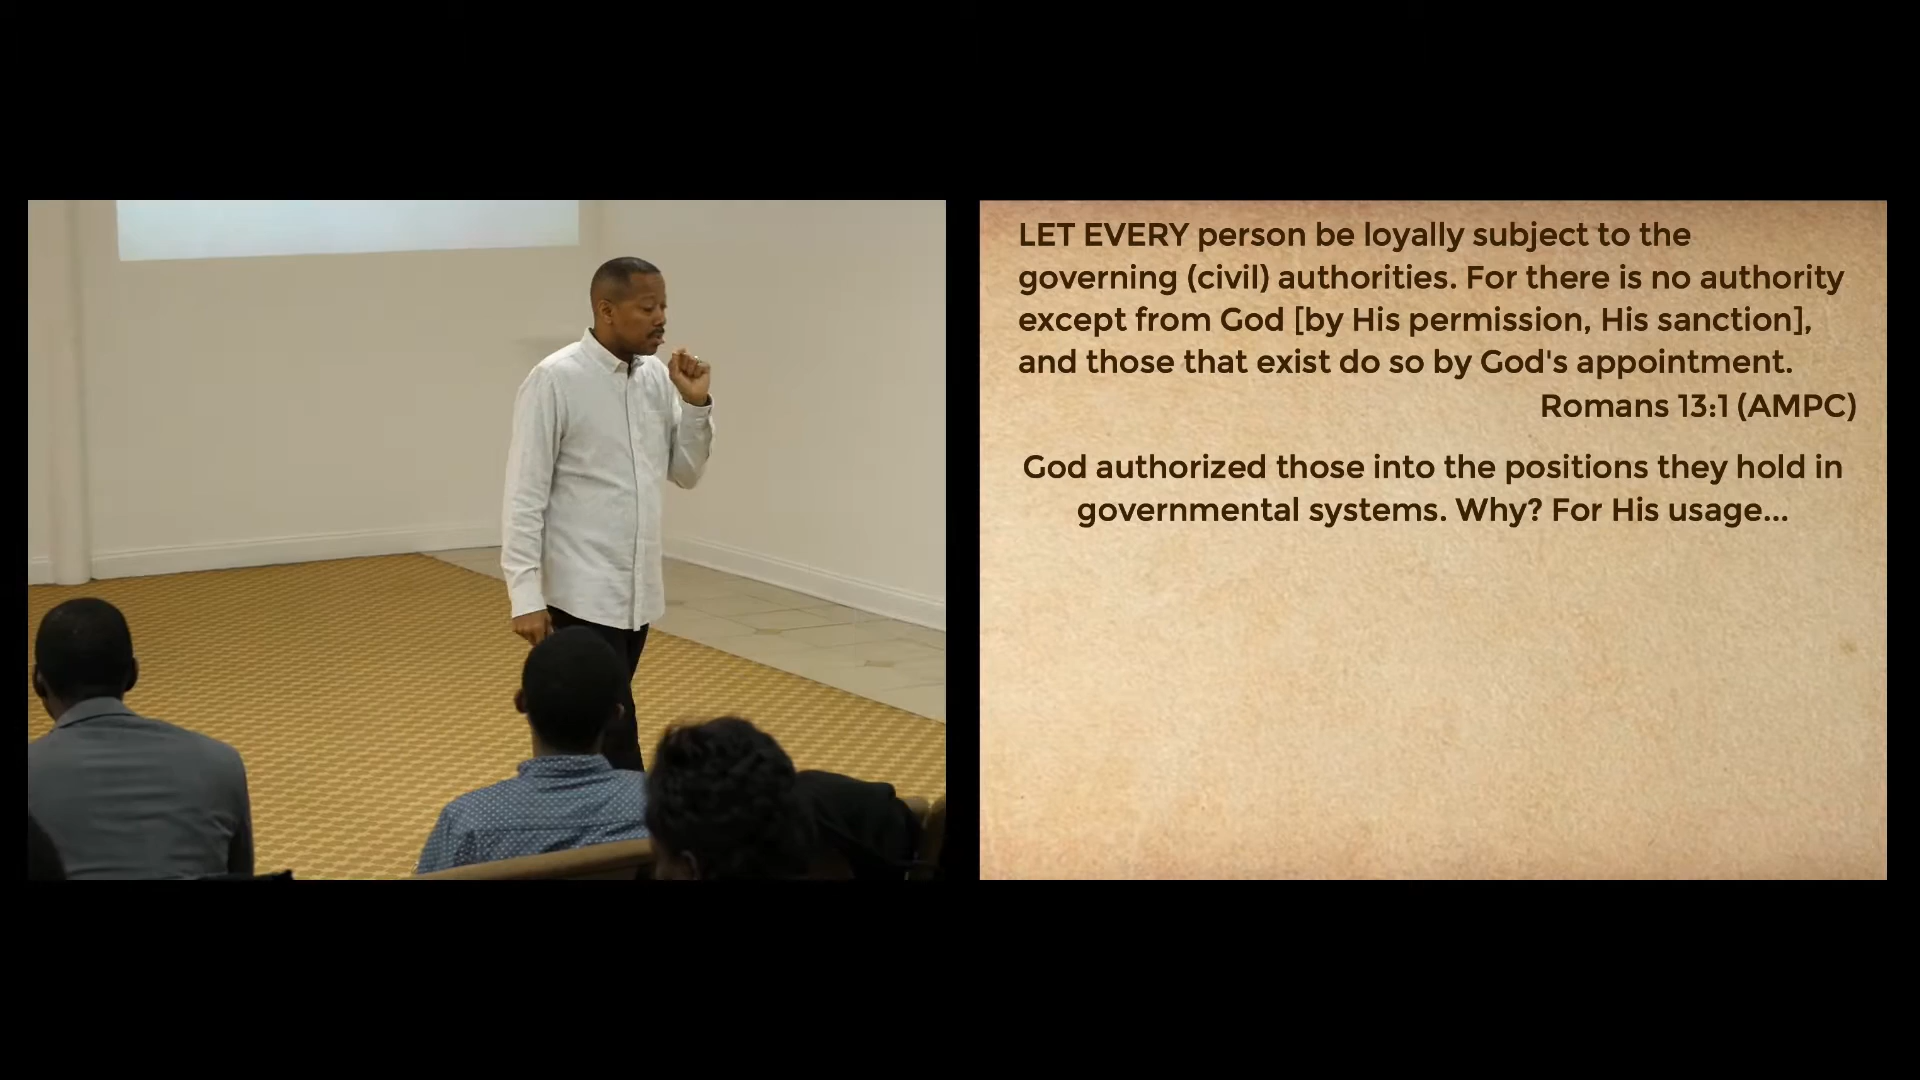 LET EVERY person be loyally subject to the
governing (civil) authorities. For there is no authority
except from God [by His permission, His sanction],
and those that exist do so by God's appointment.
Romans 13:1 (AMPC)
God authorized those into the positions they hold in
governmental systems. Why? For His usage...